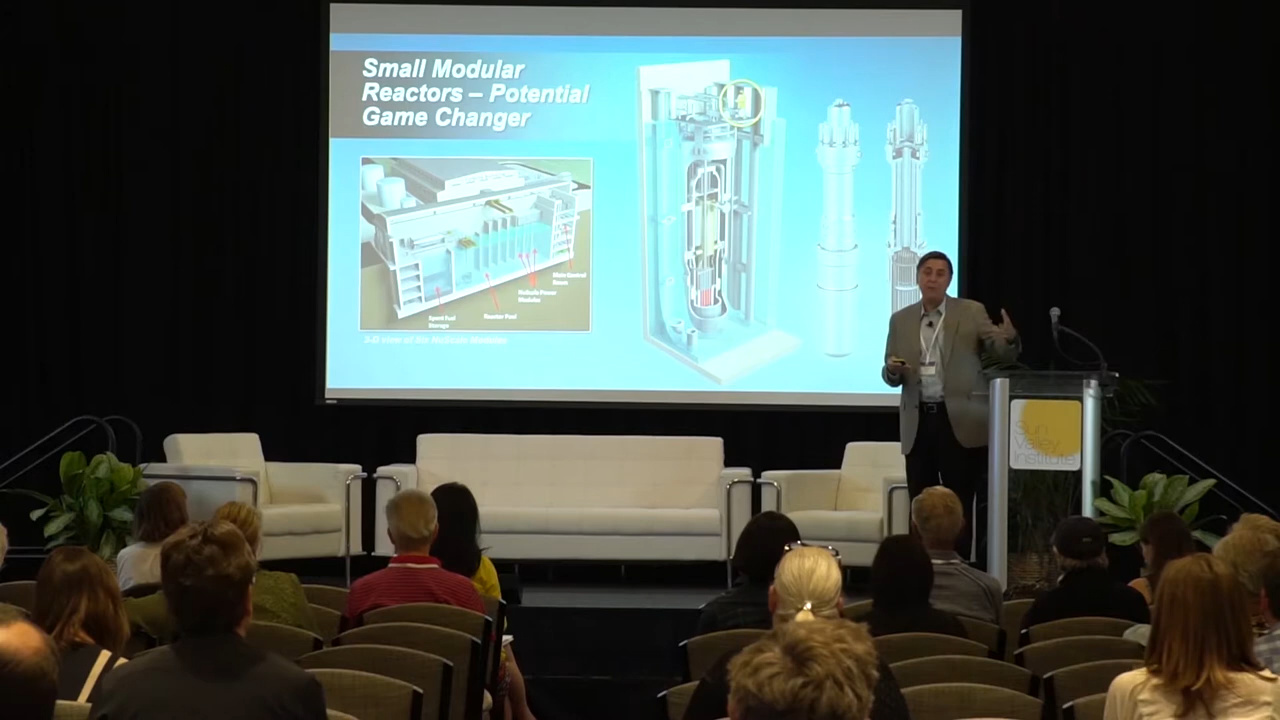 Small Modular
Reactors – Potential
Game Changer
Main Control
Room
NuScale Power
Modules
Spent Fuel
Storage
Reactor Pool
3-D view of Six NuScale Modules
Sun
Valley
Institute